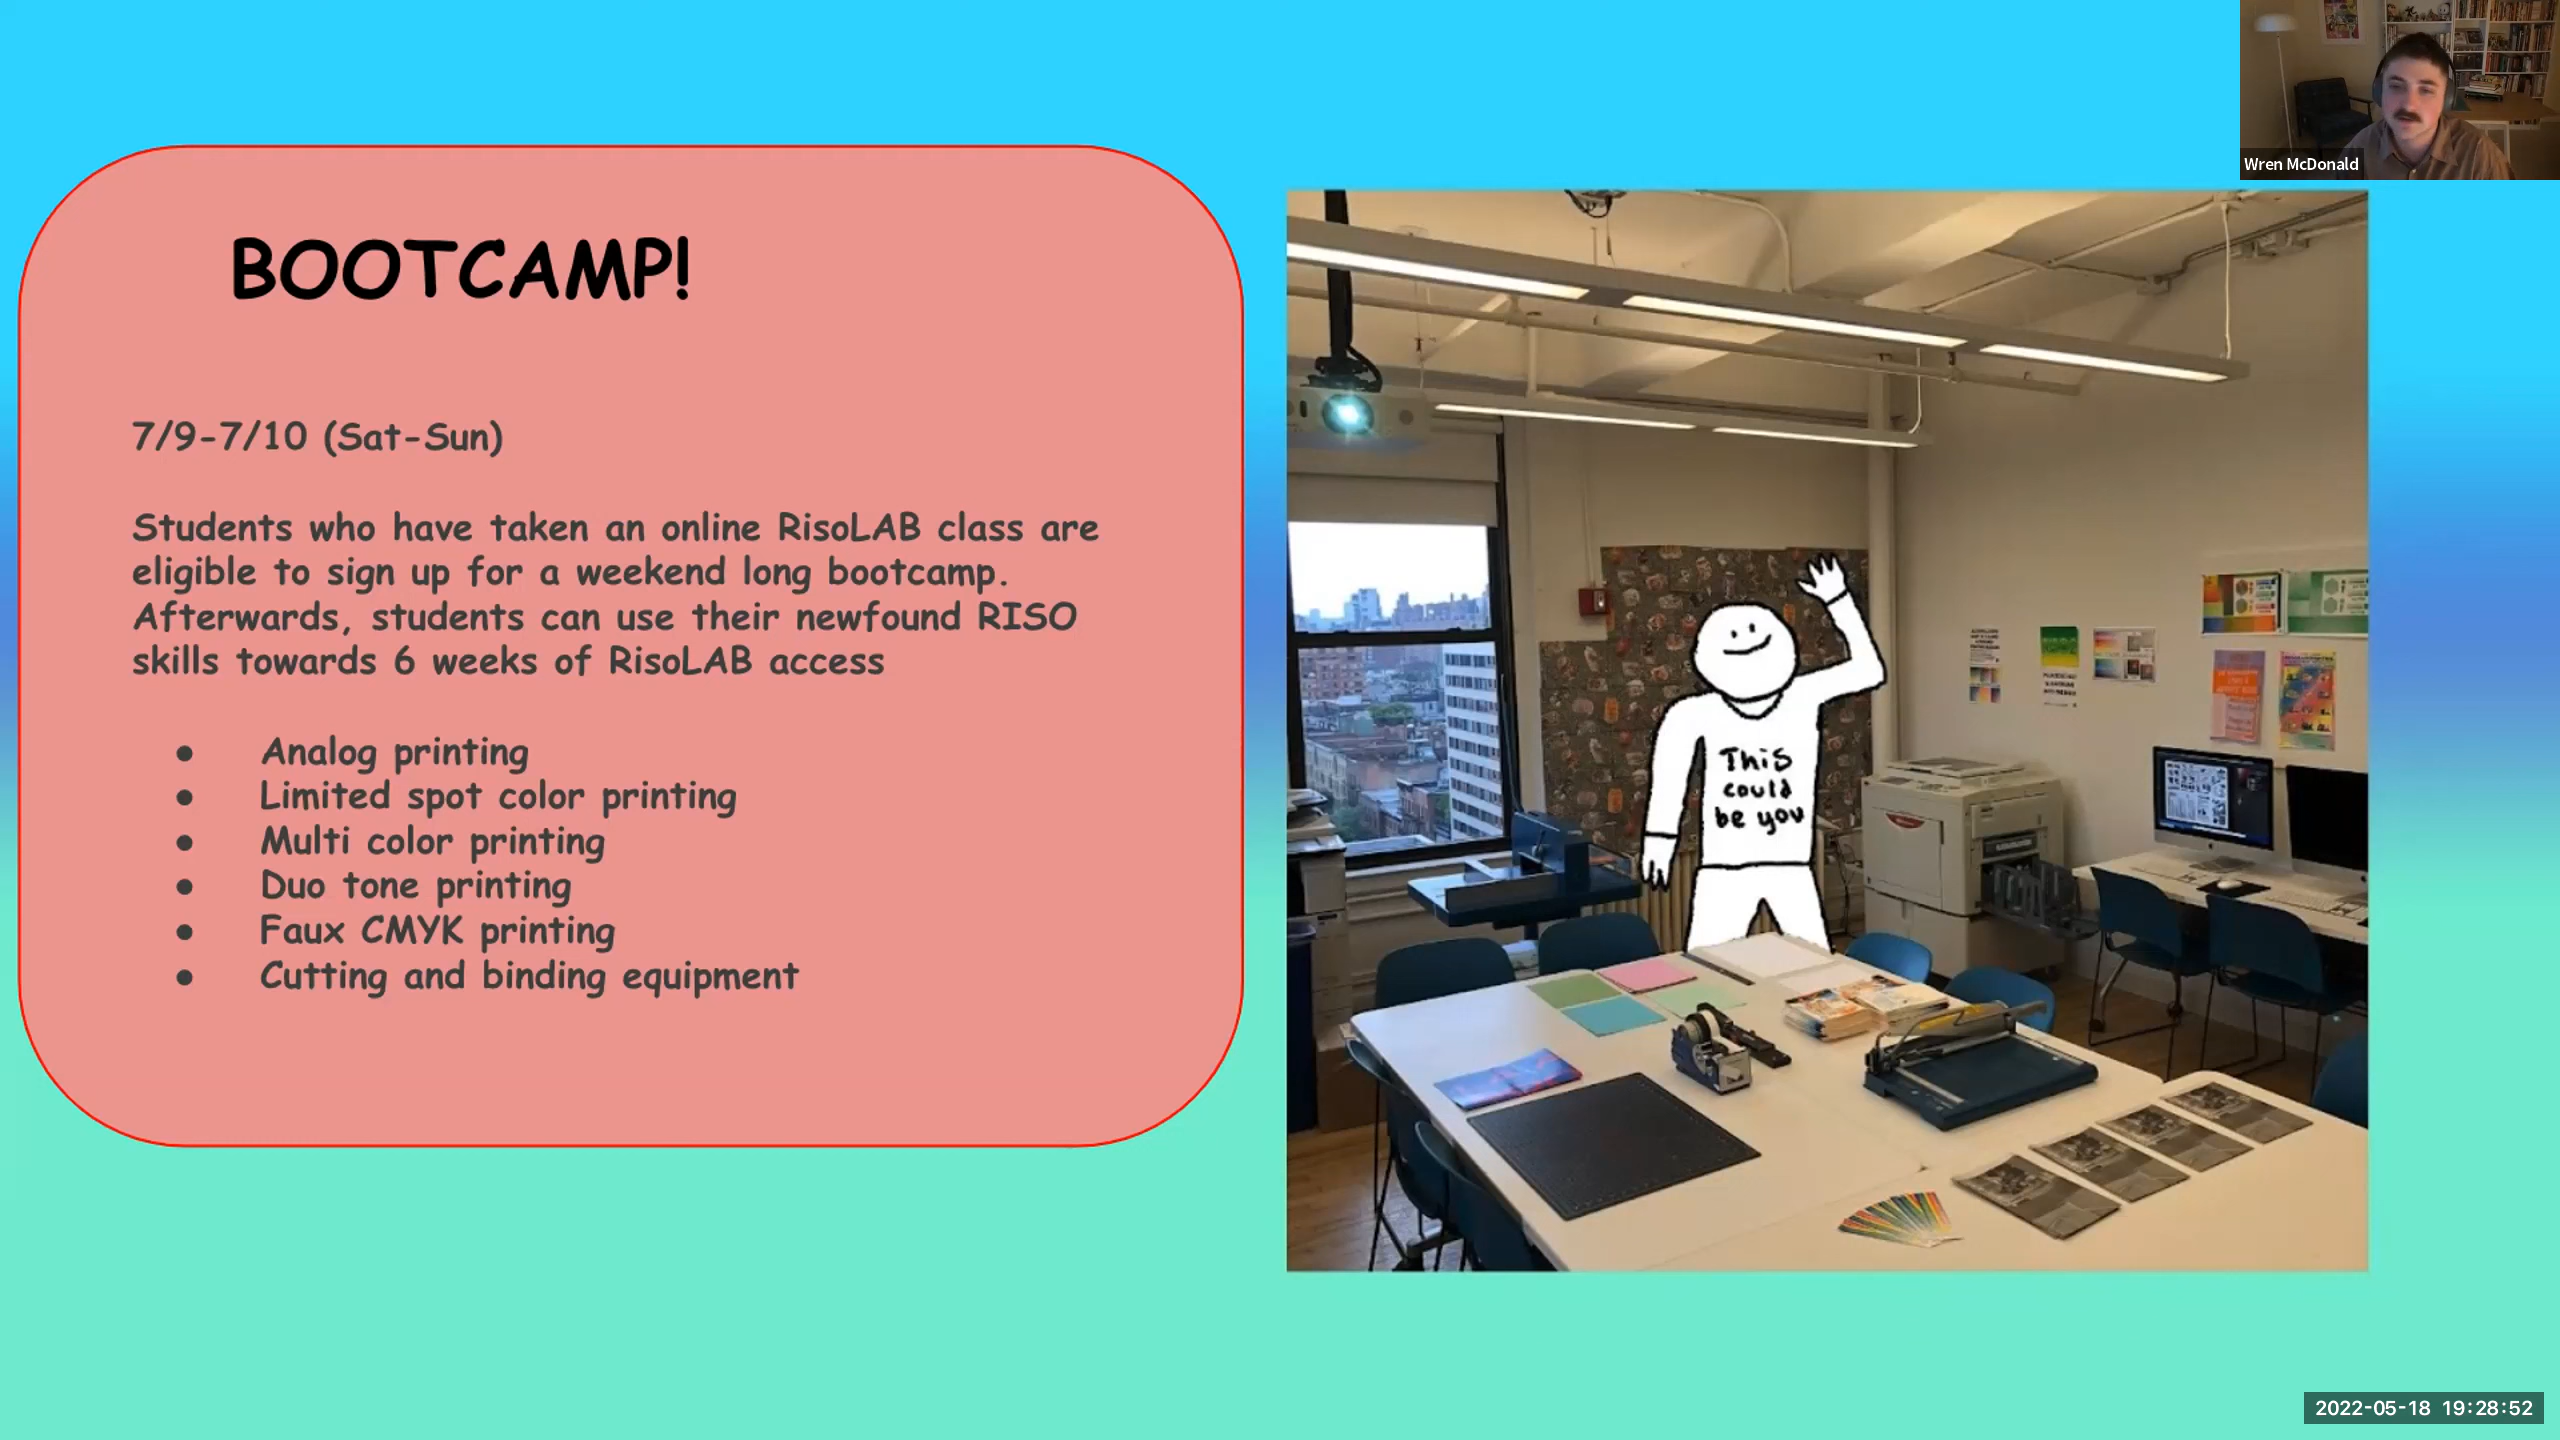 BOOTCAMP!
7/9-7/10 (Sat-Sun)
Students who have taken an online RisoLAB class are
eligible to sign up for a weekend long bootcamp.
Afterwards, students can use their newfound RISO
skills towards 6 weeks of RisoLAB access
● Analog printing
● Limited spot color printing
● Multi color printing
● Duo tone printing
● Faux CMYK printing
● Cutting and binding equipment
This
could
be you
Wren McDonald
2022-05-18 19:28:52